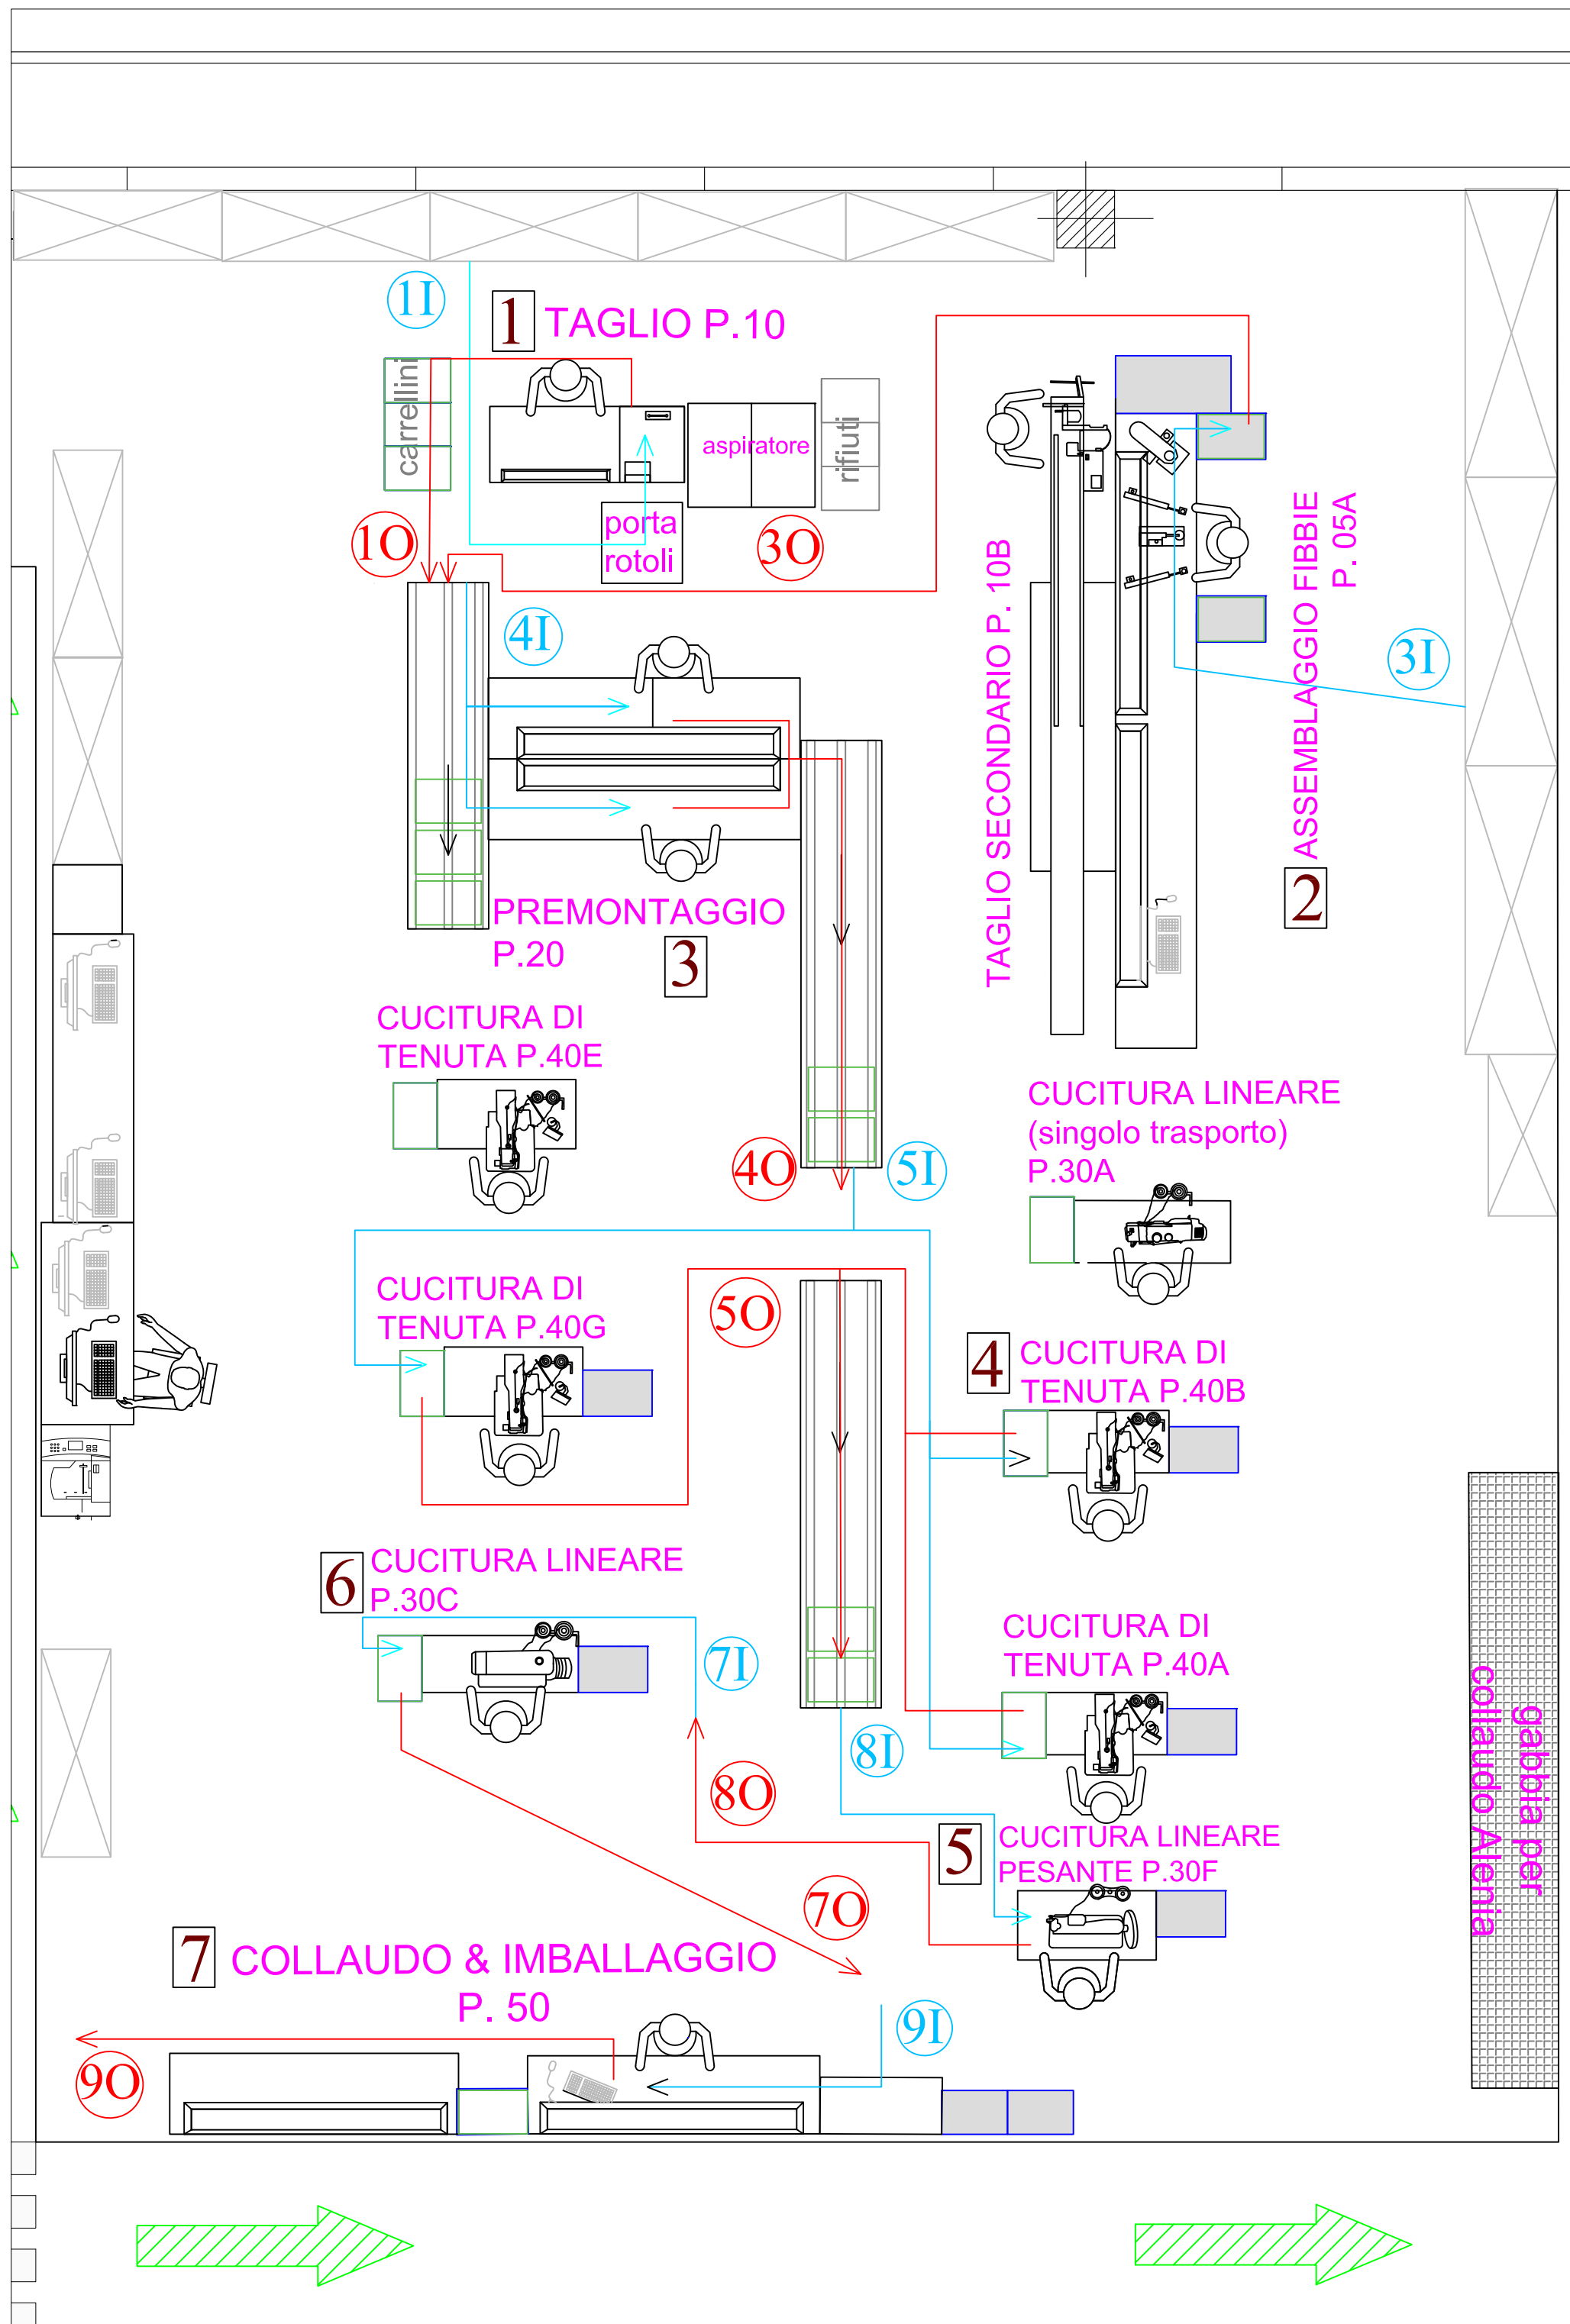 1I
1
TAGLIO P.10
carrellini
aspiratore
rifiuti
porta
rotoli
1O
3O
4I
TAGLIO SECONDARIO P. 10B
ASSEMBLAGGIO FIBBIE
P. 05A
3I
2
PREMONTAGGIO
P.20
3
CUCITURA DI
TENUTA P.40E
CUCITURA LINEARE
(singolo trasporto)
P.30A
4O
5I
CUCITURA DI
TENUTA P.40G
5O
4
CUCITURA DI
TENUTA P.40B
6
CUCITURA LINEARE
P.30C
7I
CUCITURA DI
TENUTA P.40A
8I
8O
5
CUCITURA LINEARE
PESANTE P.30F
gabbia per
collaudo Alenia
7O
7
COLLAUDO & IMBALLAGGIO
P. 50
9I
9O